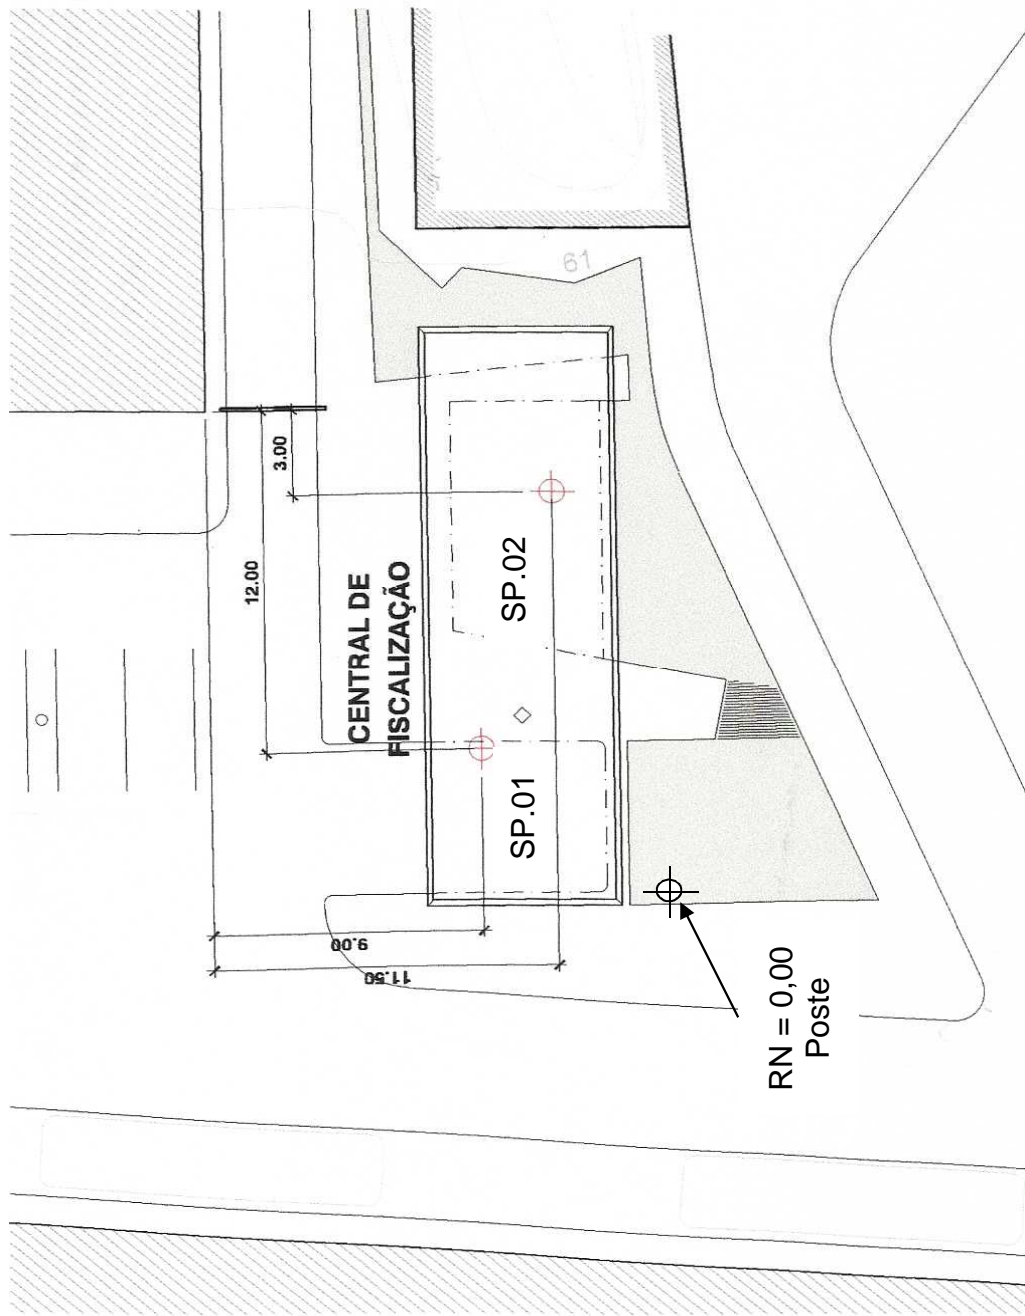 61
3.00
12.00
CENTRAL DE
FISCALIZAÇÃO
SP.02
SP.01
9.00
11.50
RN = 0,00
Poste